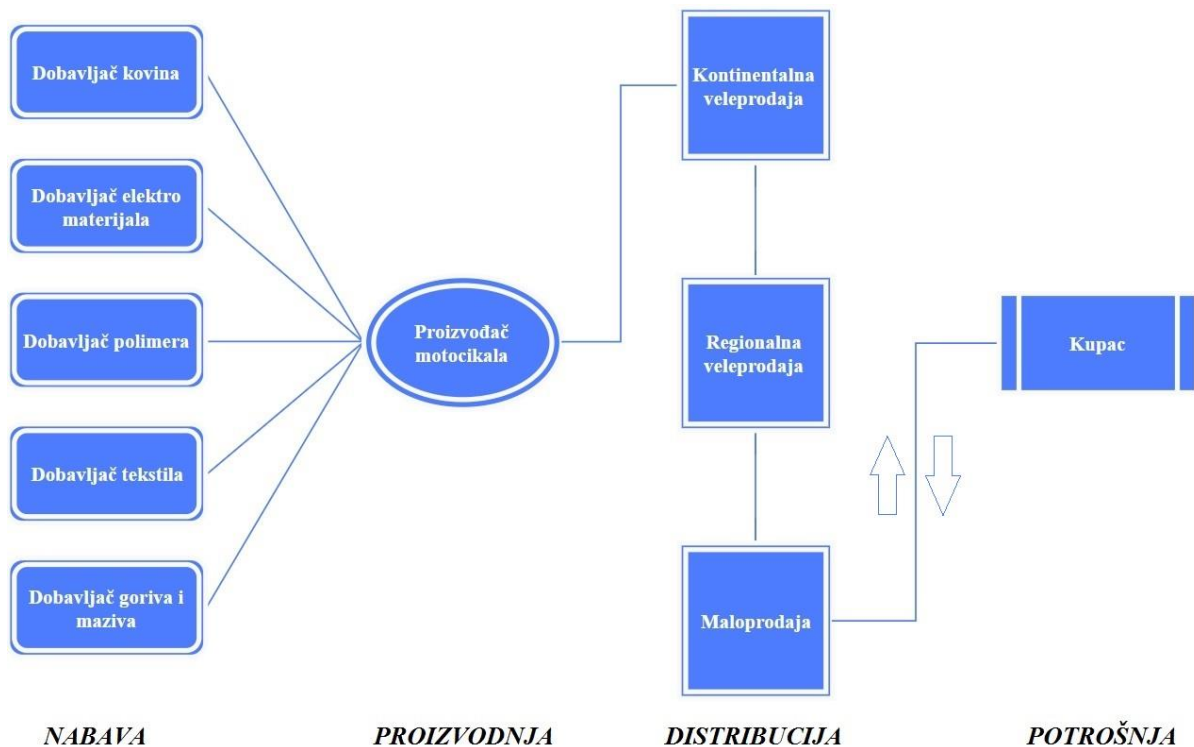 Dobavljač kovina
Dobavljač elektro
materijala
Dobavljač polimera
Dobavljač tekstila
Dobavljač goriva i
maziva
Proizvođač
motocikala
Kontinentalna
veleprodaja
Regionalna
veleprodaja
Maloprodaja
Kupac
NABAVA
PROIZVODNJA
DISTRIBUCIJA
POTROŠNJA